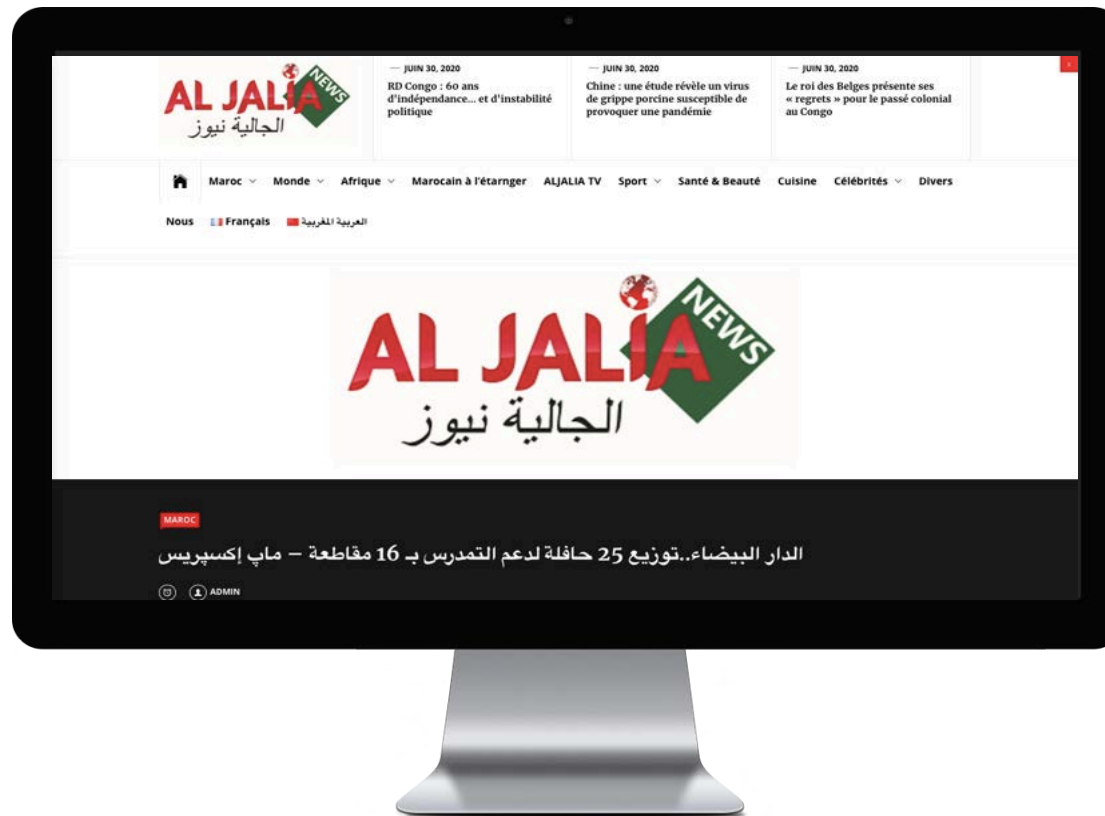 AL JALIA NEWS
الجالية نيوز
— JUIN 30, 2020
RD Congo : 60 ans
d'indépendance... et d'instabilité
politique
— JUIN 30, 2020
Chine : une étude révèle un virus
de grippe porcine susceptible de
provoquer une pandémie
— JUIN 30, 2020
Le roi des Belges présente ses
« regrets » pour le passé colonial
au Congo
Maroc Monde Afrique Marocain à l'étarnger ALJALIA TV Sport Santé & Beauté Cuisine Célébrités Divers
Nous Français العربية المغربية
AL JALIA NEWS
الجالية نيوز
MAROC
الدار البيضاء..توزيع 25 حافلة لدعم التمدرس بـ 16 مقاطعة – ماپ إكسپريس
ADMIN